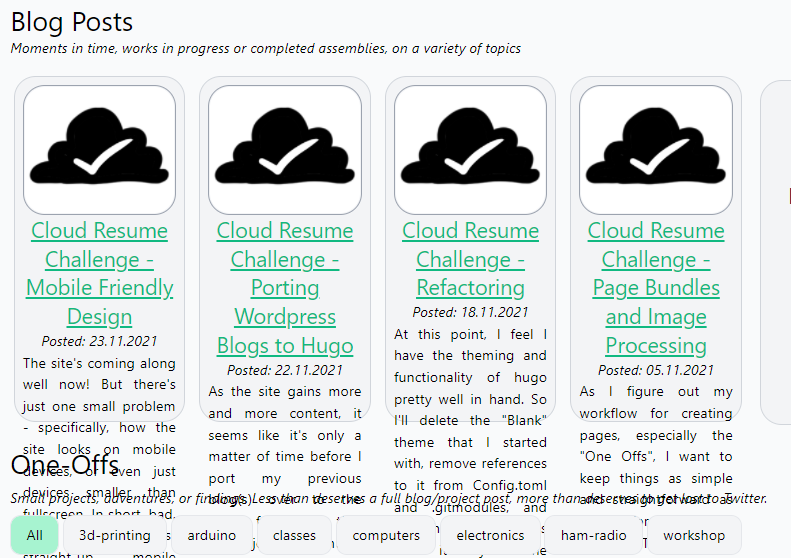 Blog Posts
Moments in time, works in progress or completed assemblies, on a variety of topics
Cloud Resume
Challenge -
Mobile Friendly
Design
Posted: 23.11.2021
The site's coming along
well now! But there's
just one small problem
- specifically, how the
site looks on mobile
devices, or even just
devices smaller than
fullscreen. In short, bad.
straight-up mobile
Cloud Resume
Challenge -
Porting
Wordpress
Blogs to Hugo
Posted: 22.11.2021
As the site gains more
and more content, it
seems like it's only a
matter of time before I
port my previous
blog(s) over to the
Cloud Resume
Challenge -
Refactoring
Posted: 18.11.2021
At this point, I feel I
have the theming and
functionality of hugo
pretty well in hand. So
I'll delete the "Blank"
theme that I started
with, remove references
to it from Config.toml
and .gitmodules, and
Cloud Resume
Challenge -
Page Bundles
and Image
Processing
Posted: 05.11.2021
As I figure out my
workflow for creating
pages, especially the
"One Offs", I want to
keep things as simple
and straightforward as
One-Offs
Small projects, adventures, or findings. Less than deserves a full blog/project post, more than deserves to get lost to Twitter.
All
3d-printing
arduino
classes
computers
electronics
ham-radio
workshop